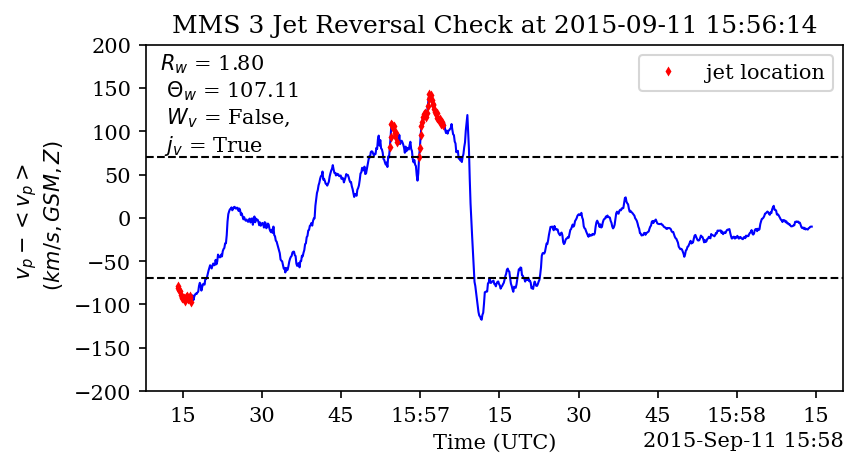 MMS 3 Jet Reversal Check at 2015-09-11 15:56:14
R_w = 1.80
Θ_w = 107.11
W_v = False,
j_v = True
jet location
v_p − < v_p >
(km/s, GSM, Z)
200
150
100
50
0
−50
−100
−150
−200
15 30 45 15:57 15 30 45 15:58 15
Time (UTC)
2015-Sep-11 15:58